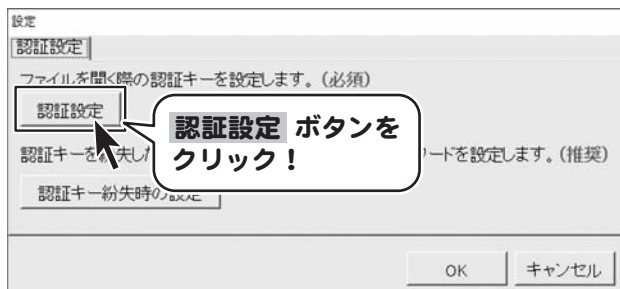 設定
認証設定
ファイルを開く際の認証キーを設定します。(必須)
認証設定
認証設定 ボタンを
クリック！
認証キーを紛失し ードを設定します。(推奨)
認証キー紛失時の設定
OK
キャンセル